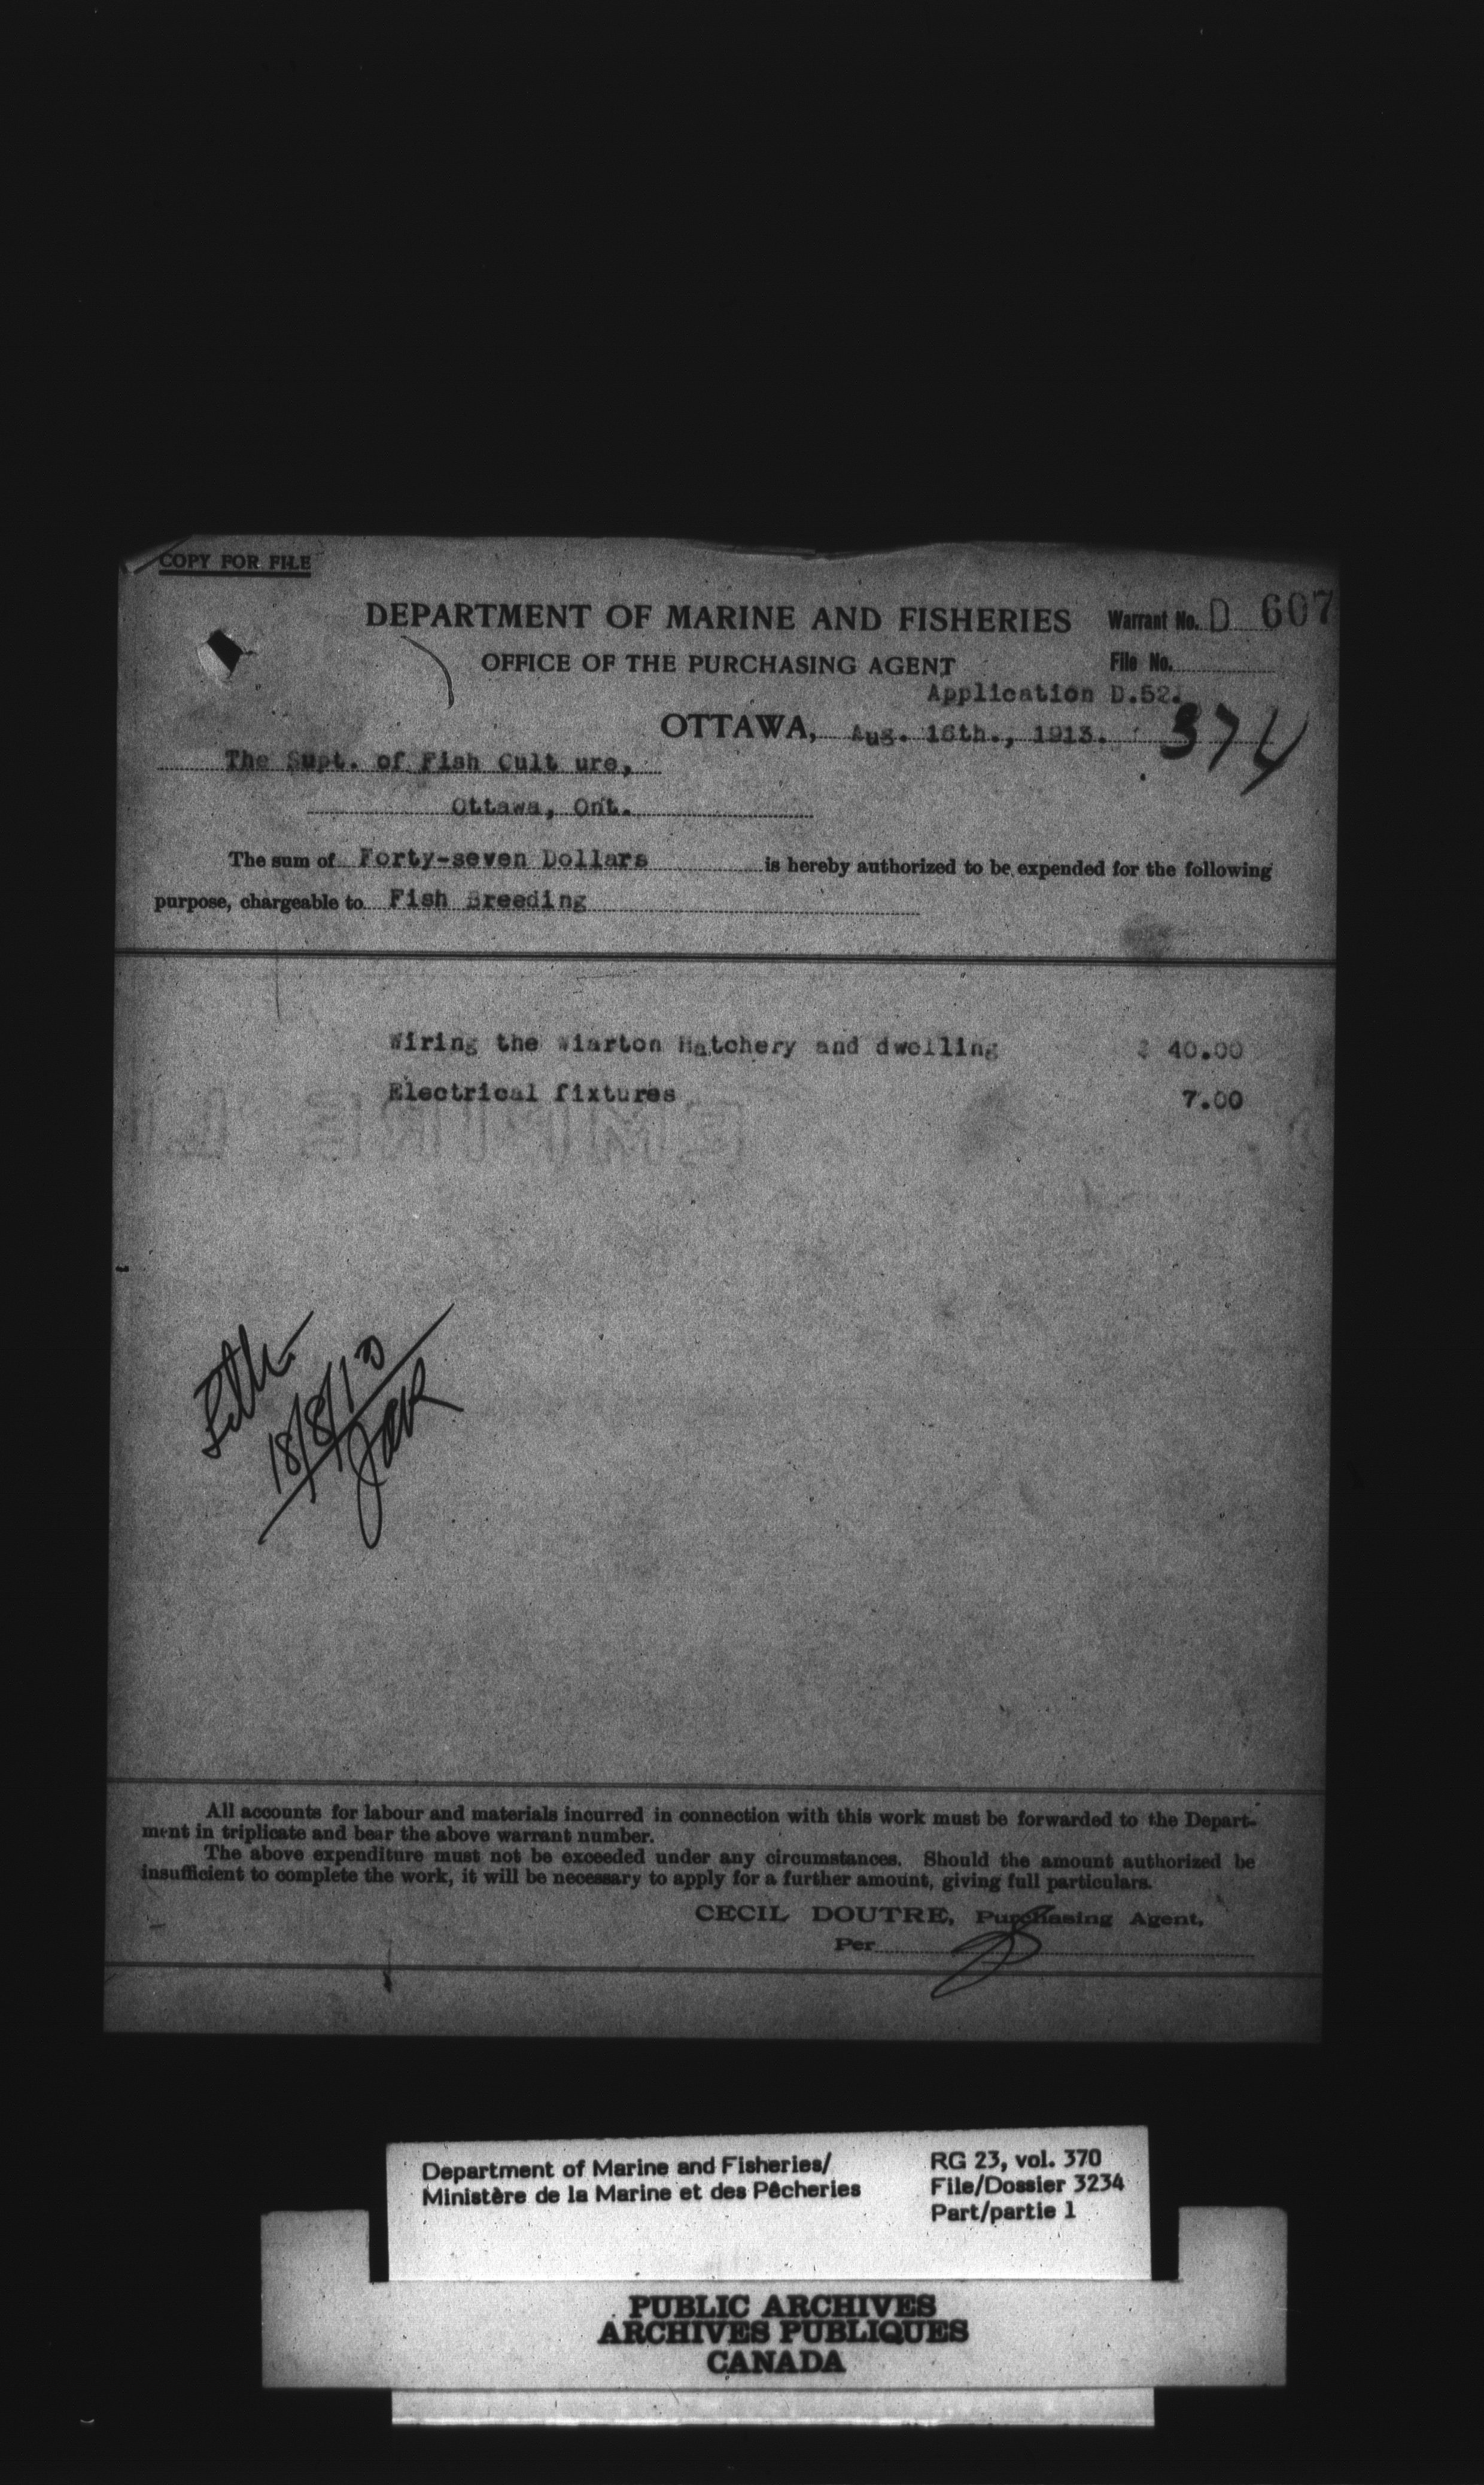 COPY FOR FILE
DEPARTMENT OF MARINE AND FISHERIES
Warrant No. D 607
OFFICE OF THE PURCHASING AGENT
File No.
Application D.52.
OTTAWA, Aug. 16th., 1913.
374
The Supt. of Fish Cult ure,
Ottawa, Ont.
The sum of Forty-seven Dollars is hereby authorized to be expended for the following
purpose, chargeable to Fish Breeding
Wiring the Wiarton Hatchery and dwelling $ 40.00
Electrical fixtures 7.00
18/8/13
All accounts for labour and materials incurred in connection with this work must be forwarded to the Depart-
ment in triplicate and bear the above warrant number.
The above expenditure must not be exceeded under any circumstances. Should the amount authorized be
insufficient to complete the work, it will be necessary to apply for a further amount, giving full particulars.
CECIL DOUTRE, Purchasing Agent,
Per
Department of Marine and Fisheries/
Ministère de la Marine et des Pêcheries
RG 23, vol. 370
File/Dossier 3234
Part/partie 1
PUBLIC ARCHIVES
ARCHIVES PUBLIQUES
CANADA